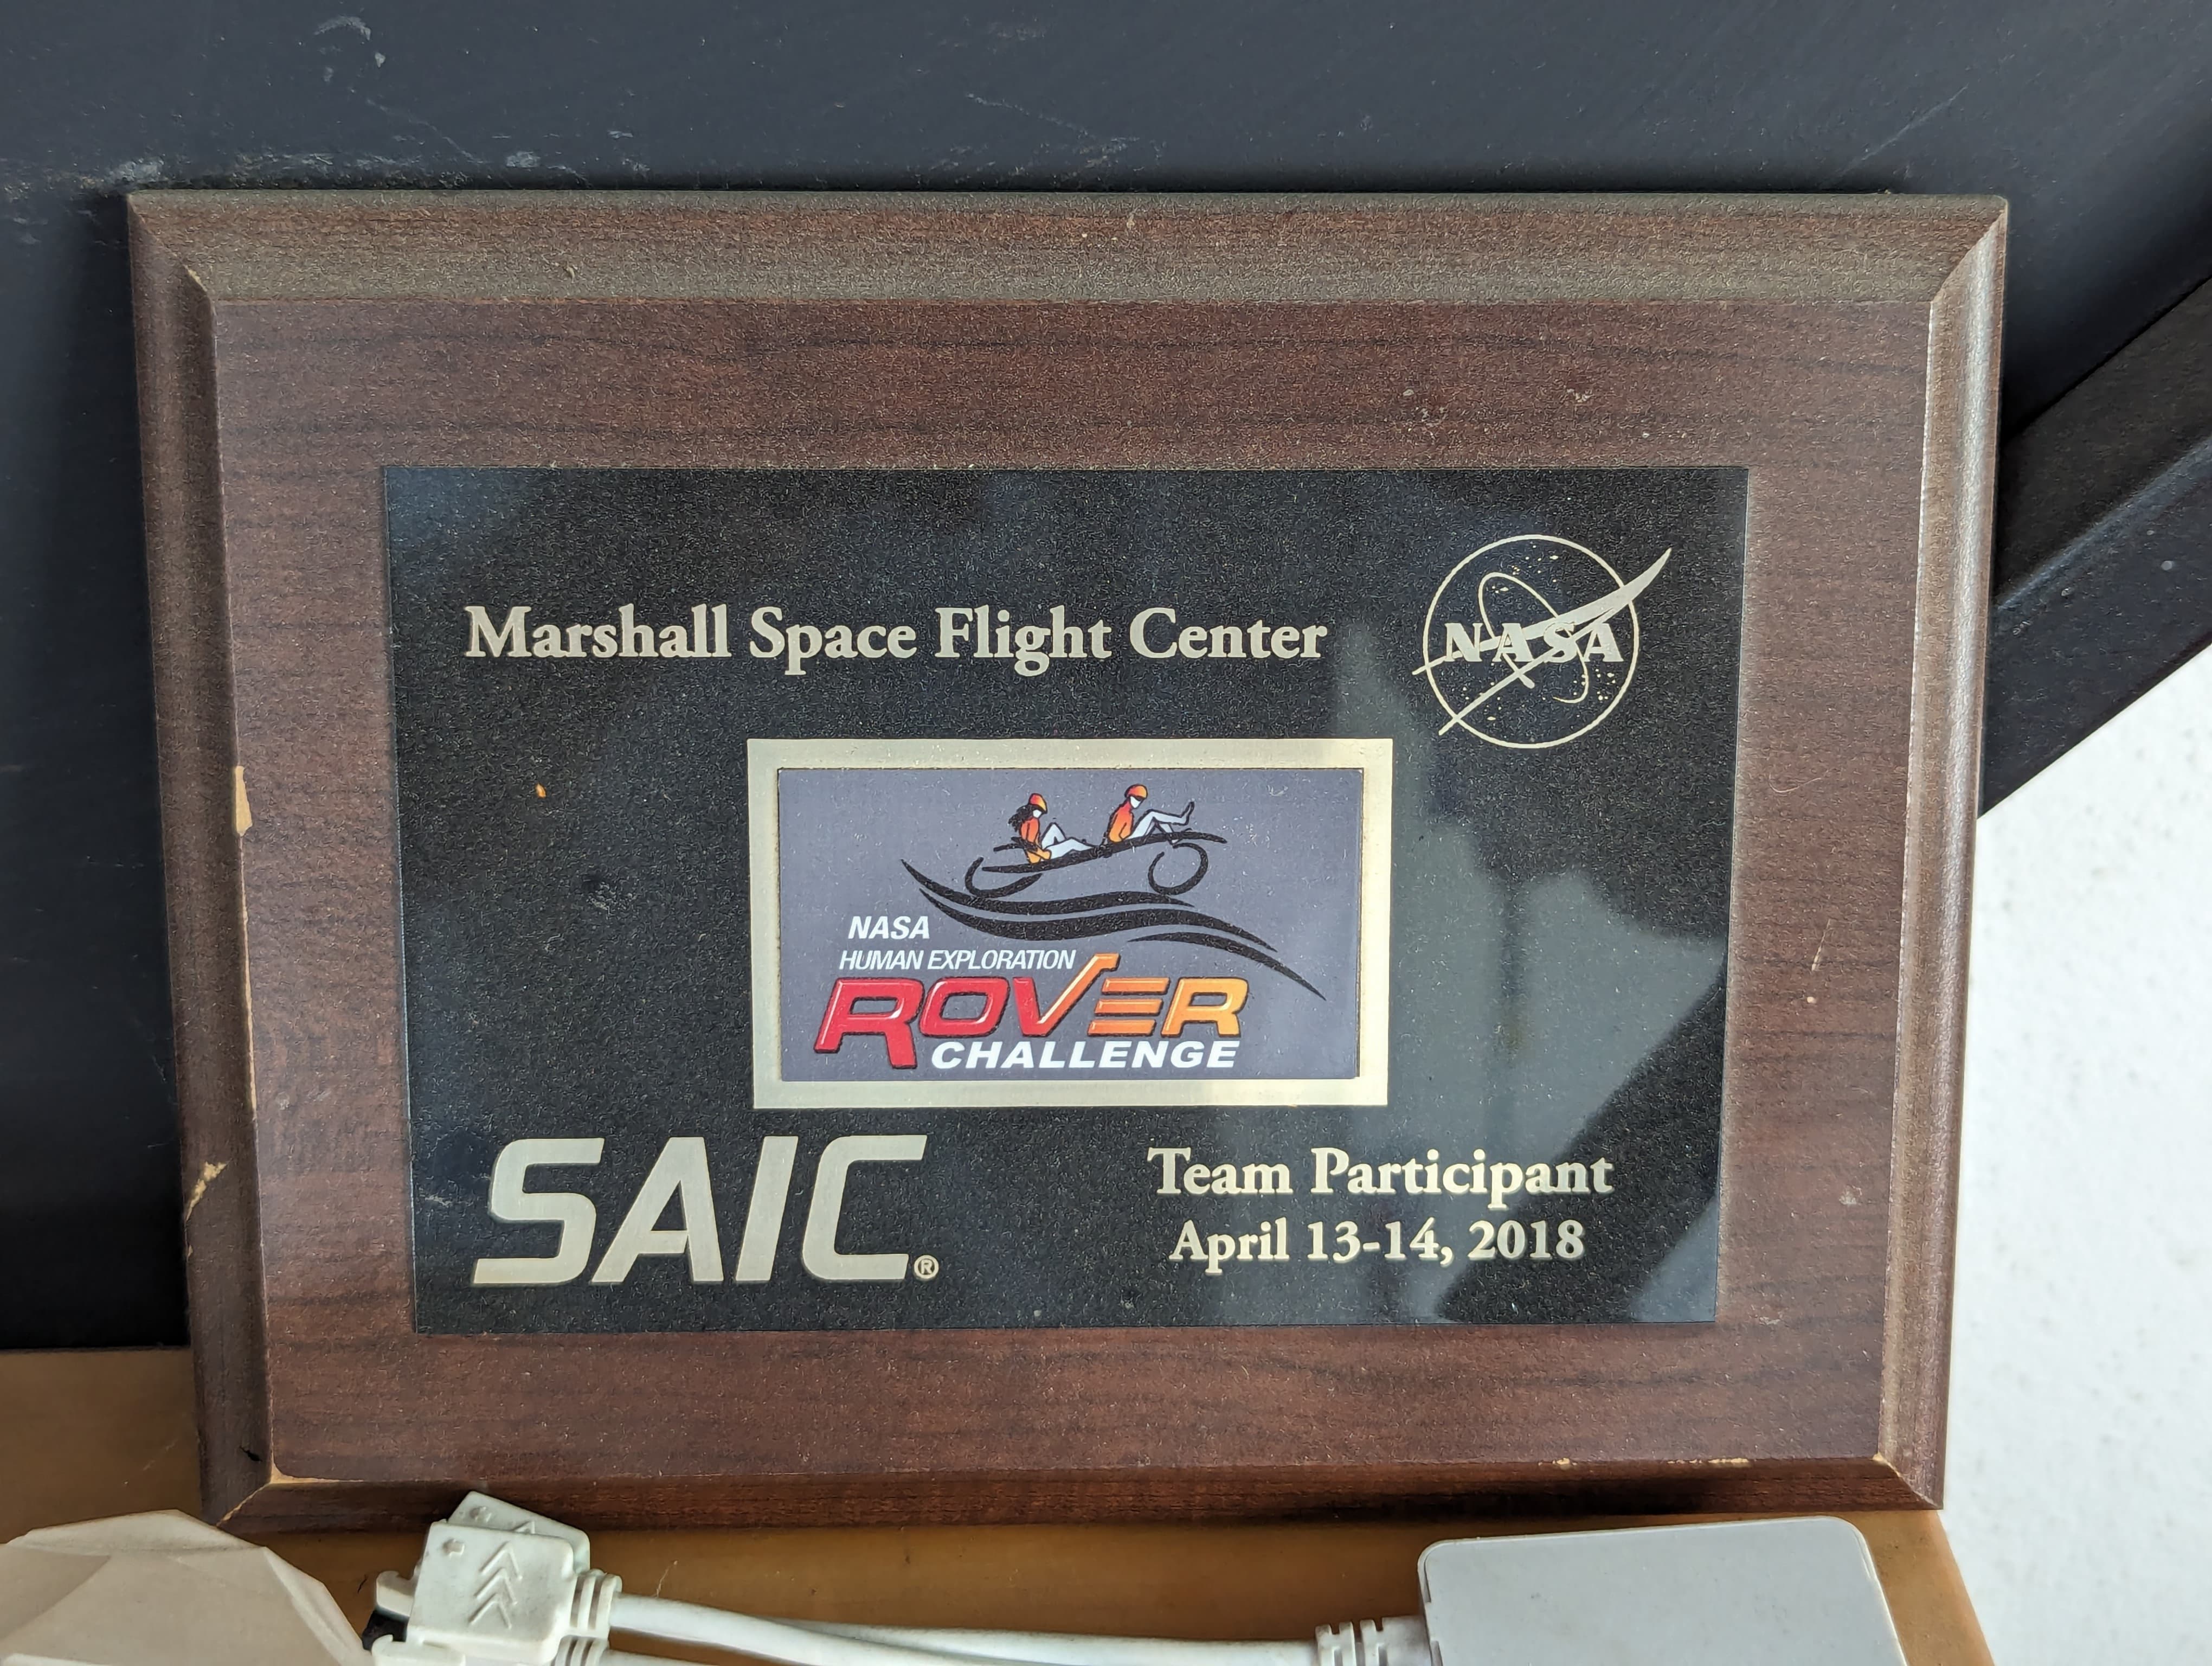 Marshall Space Flight Center
NASA
NASA
HUMAN EXPLORATION
ROVER
CHALLENGE
SAIC®
Team Participant
April 13-14, 2018